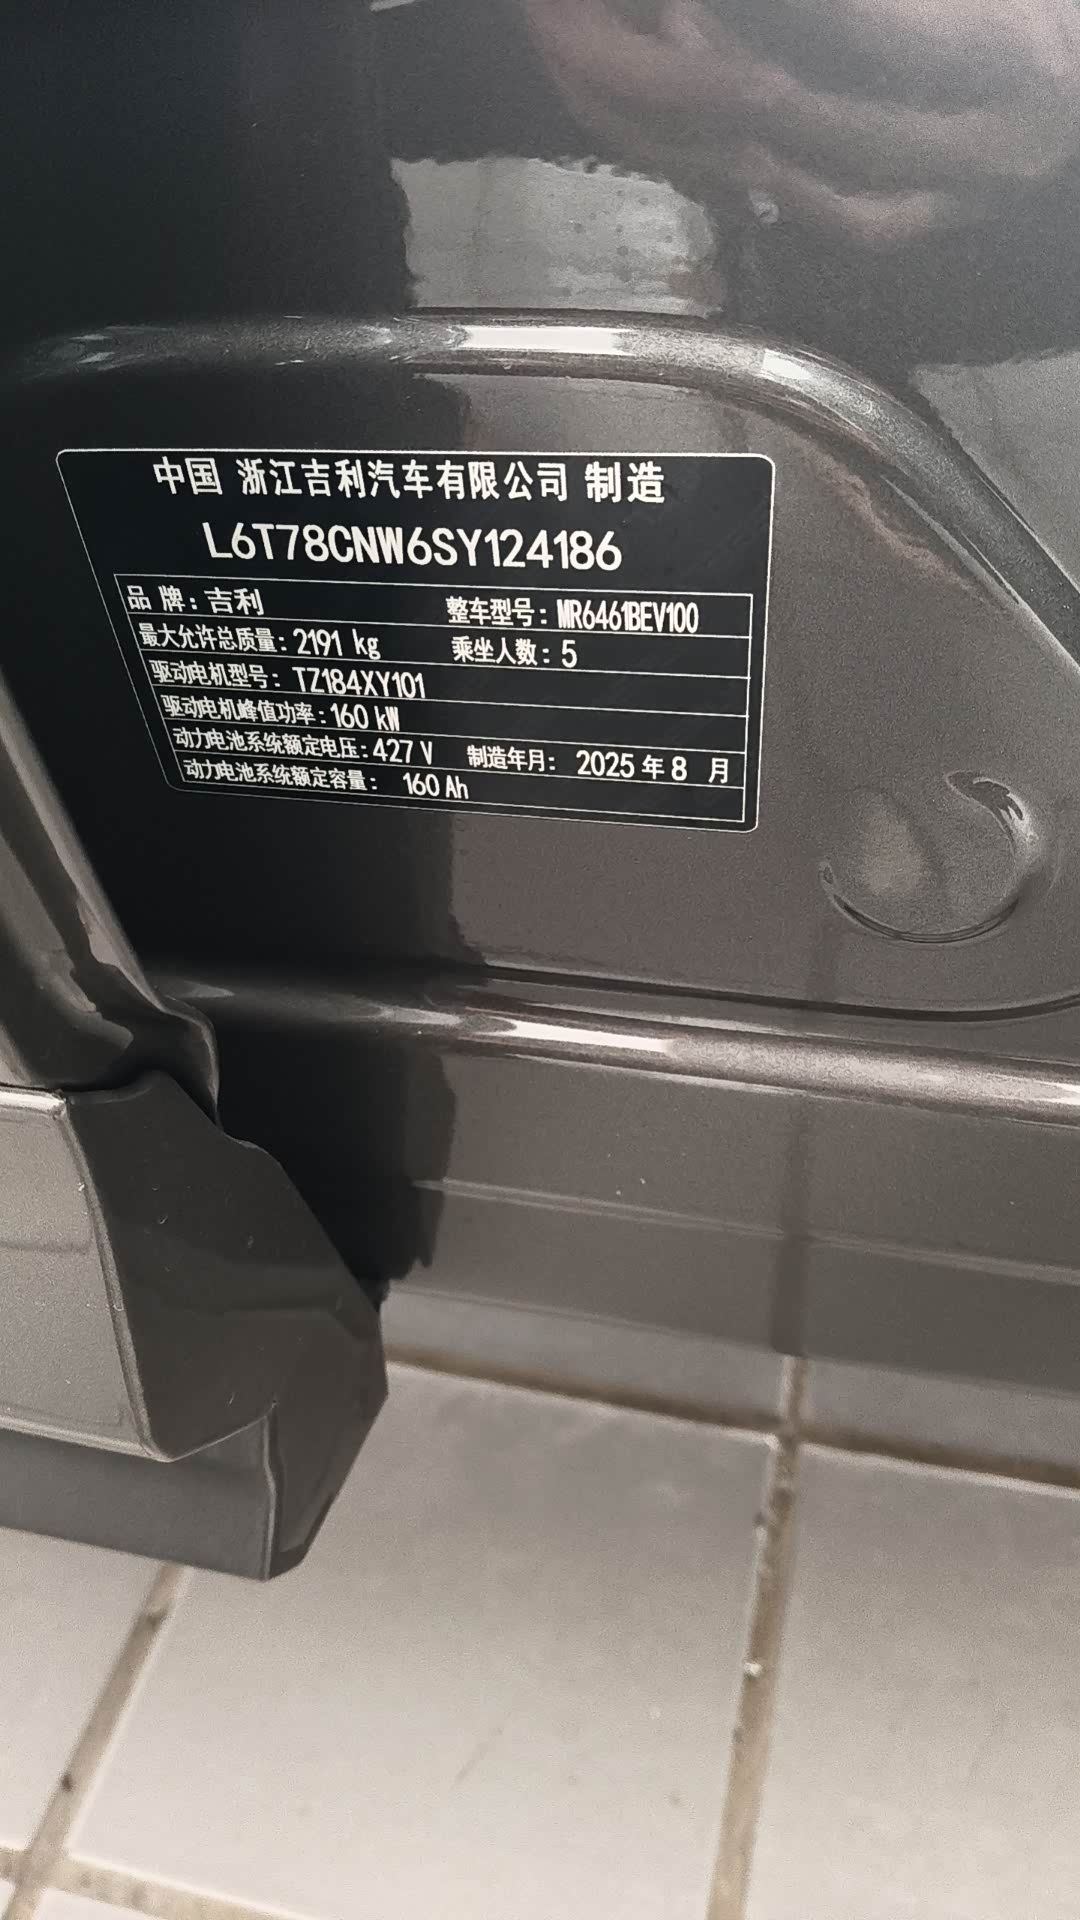 中国 浙江吉利汽车有限公司 制造
L6T78CNW6SY124186
品 牌：吉利 整车型号：MR6461BEV100
最大允许总质量：2191 kg 乘坐人数：5
驱动电机型号：TZ184XY101
驱动电机峰值功率：160 kW
动力电池系统额定电压：427 V 制造年月：2025 年 8 月
动力电池系统额定容量：160 Ah